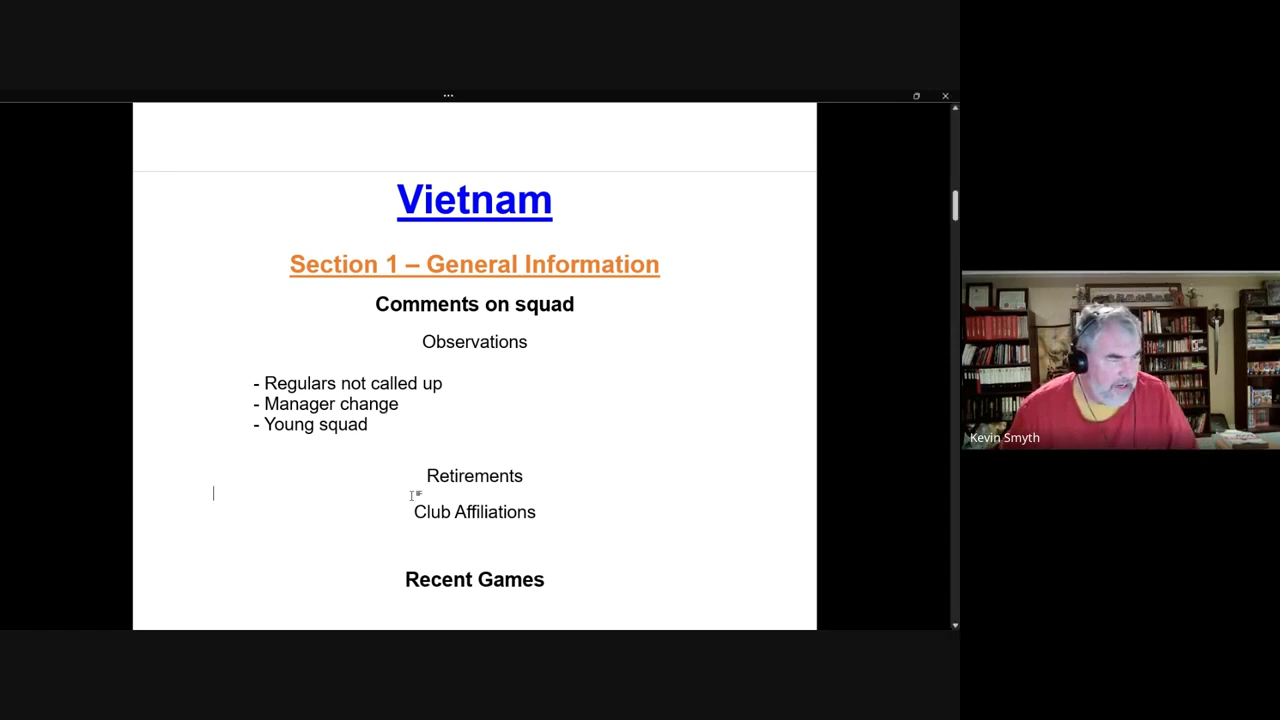 Vietnam
Section 1 – General Information
Comments on squad
Observations
- Regulars not called up
- Manager change
- Young squad
Retirements
Club Affiliations
Recent Games
Kevin Smyth